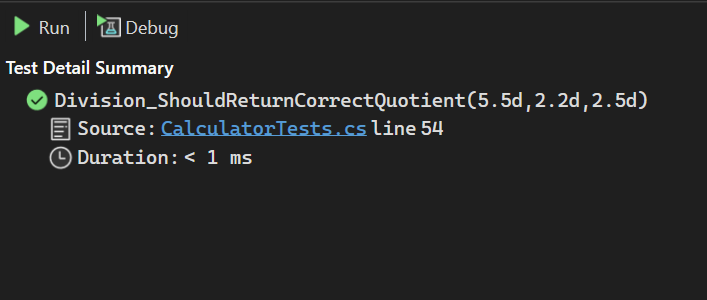 Run Debug
Test Detail Summary
Division_ShouldReturnCorrectQuotient(5.5d,2.2d,2.5d)
Source: CalculatorTests.cs line 54
Duration: < 1 ms